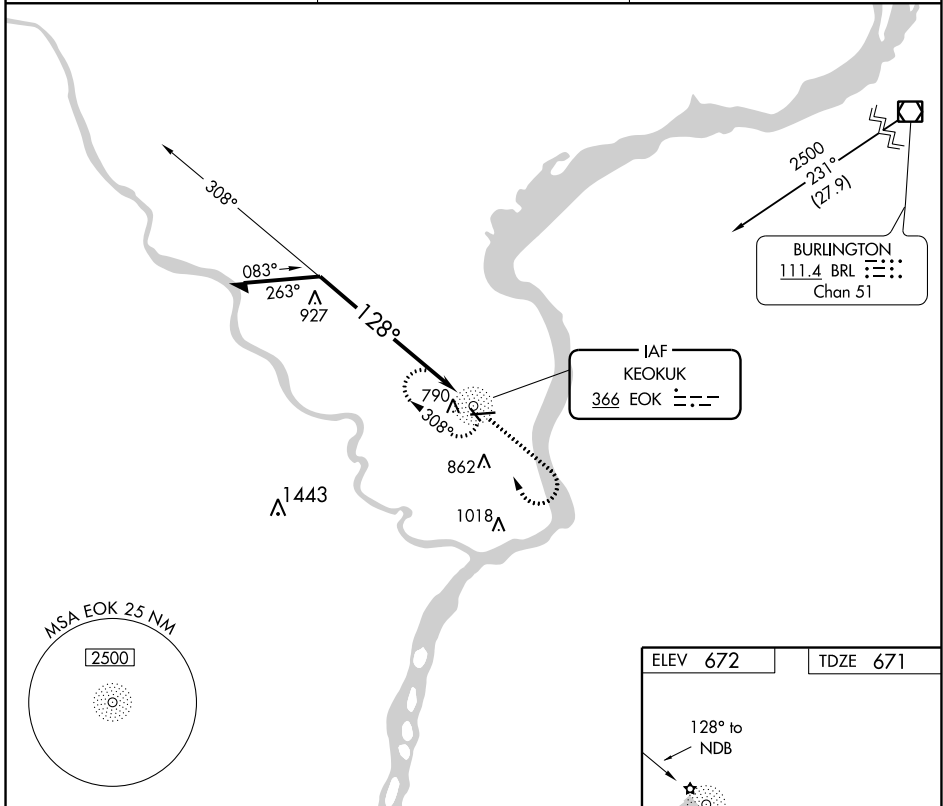 2500
231°
(27.9)
BURLINGTON
111.4 BRL
Chan 51
308°
083°
263°
927
128°
IAF
KEOKUK
366 EOK
790
308°
862
1443
1018
MSA EOK 25 NM
2500
ELEV 672
TDZE 671
128° to
NDB